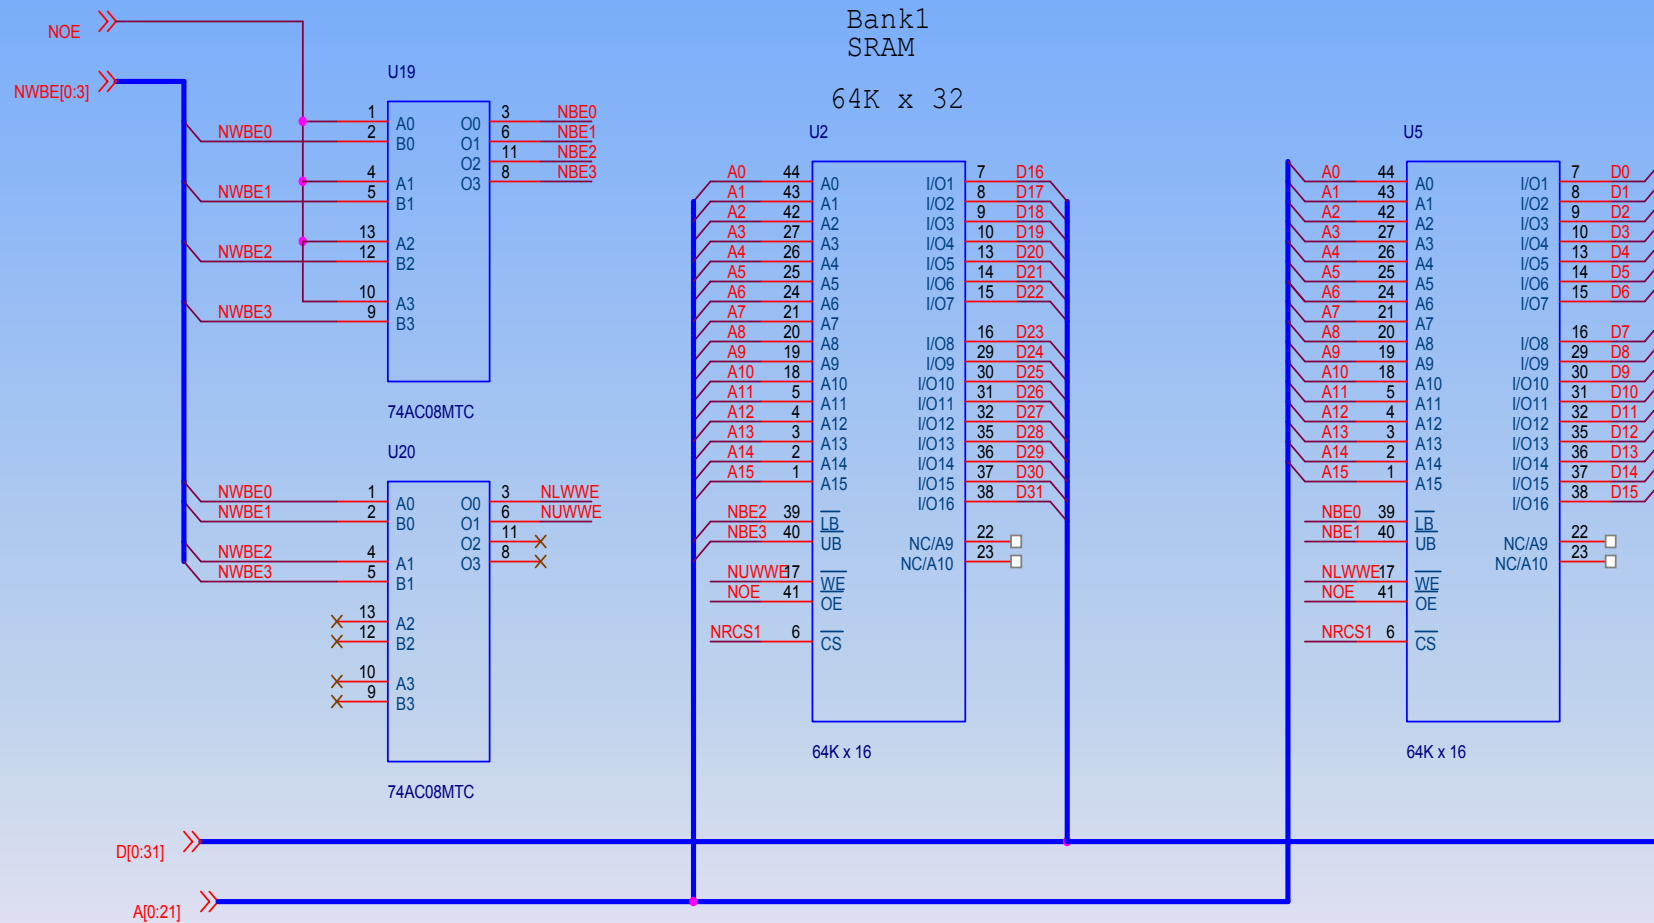 NOE
NWBE[0:3]
Bank1
SRAM
64K x 32
U19
1 A0
NWBE0 2 B0
4 A1
NWBE1 5 B1
13 A2
NWBE2 12 B2
10 A3
NWBE3 9 B3
O0 3 NBE0
O1 6 NBE1
O2 11 NBE2
O3 8 NBE3
74AC08MTC
U20
NWBE0 1 A0
NWBE1 2 B0
NWBE2 4 A1
NWBE3 5 B1
13 A2
12 B2
10 A3
9 B3
O0 3 NLWWE
O1 6 NUWWE
O2 11
O3 8
74AC08MTC
U2
A0 44 A0
A1 43 A1
A2 42 A2
A3 27 A3
A4 26 A4
A5 25 A5
A6 24 A6
A7 21 A7
A8 20 A8
A9 19 A9
A10 18 A10
A11 5 A11
A12 4 A12
A13 3 A13
A14 2 A14
A15 1 A15
NBE2 39 LB
NBE3 40 UB
NUWWE 17 WE
NOE 41 OE
NRCS1 6 CS
I/O1 7 D16
I/O2 8 D17
I/O3 9 D18
I/O4 10 D19
I/O5 13 D20
I/O6 14 D21
I/O7 15 D22
I/O8 16 D23
I/O9 29 D24
I/O10 30 D25
I/O11 31 D26
I/O12 32 D27
I/O13 35 D28
I/O14 36 D29
I/O15 37 D30
I/O16 38 D31
NC/A9 22
NC/A10 23
64K x 16
U5
A0 44 A0
A1 43 A1
A2 42 A2
A3 27 A3
A4 26 A4
A5 25 A5
A6 24 A6
A7 21 A7
A8 20 A8
A9 19 A9
A10 18 A10
A11 5 A11
A12 4 A12
A13 3 A13
A14 2 A14
A15 1 A15
NBE0 39 LB
NBE1 40 UB
NLWWE 17 WE
NOE 41 OE
NRCS1 6 CS
I/O1 7 D0
I/O2 8 D1
I/O3 9 D2
I/O4 10 D3
I/O5 13 D4
I/O6 14 D5
I/O7 15 D6
I/O8 16 D7
I/O9 29 D8
I/O10 30 D9
I/O11 31 D10
I/O12 32 D11
I/O13 35 D12
I/O14 36 D13
I/O15 37 D14
I/O16 38 D15
NC/A9 22
NC/A10 23
64K x 16
D[0:31]
A[0:21]